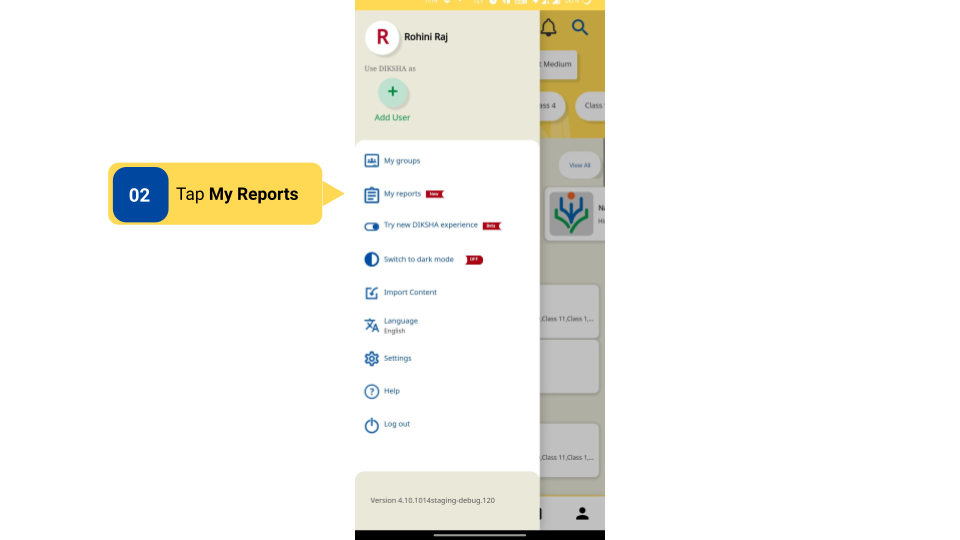 R
Rohini Raj
Use DIKSHA as
+
Add User
t Medium
ass 4
Class
View All
My groups
02
Tap My Reports
My reports
New
Try new DIKSHA experience
Beta
Switch to dark mode
OFF
Import Content
Language
English
,Class 11,Class 1,...
Settings
?
Help
Log out
,Class 11,Class 1,...
Version 4.10.1014staging-debug.120